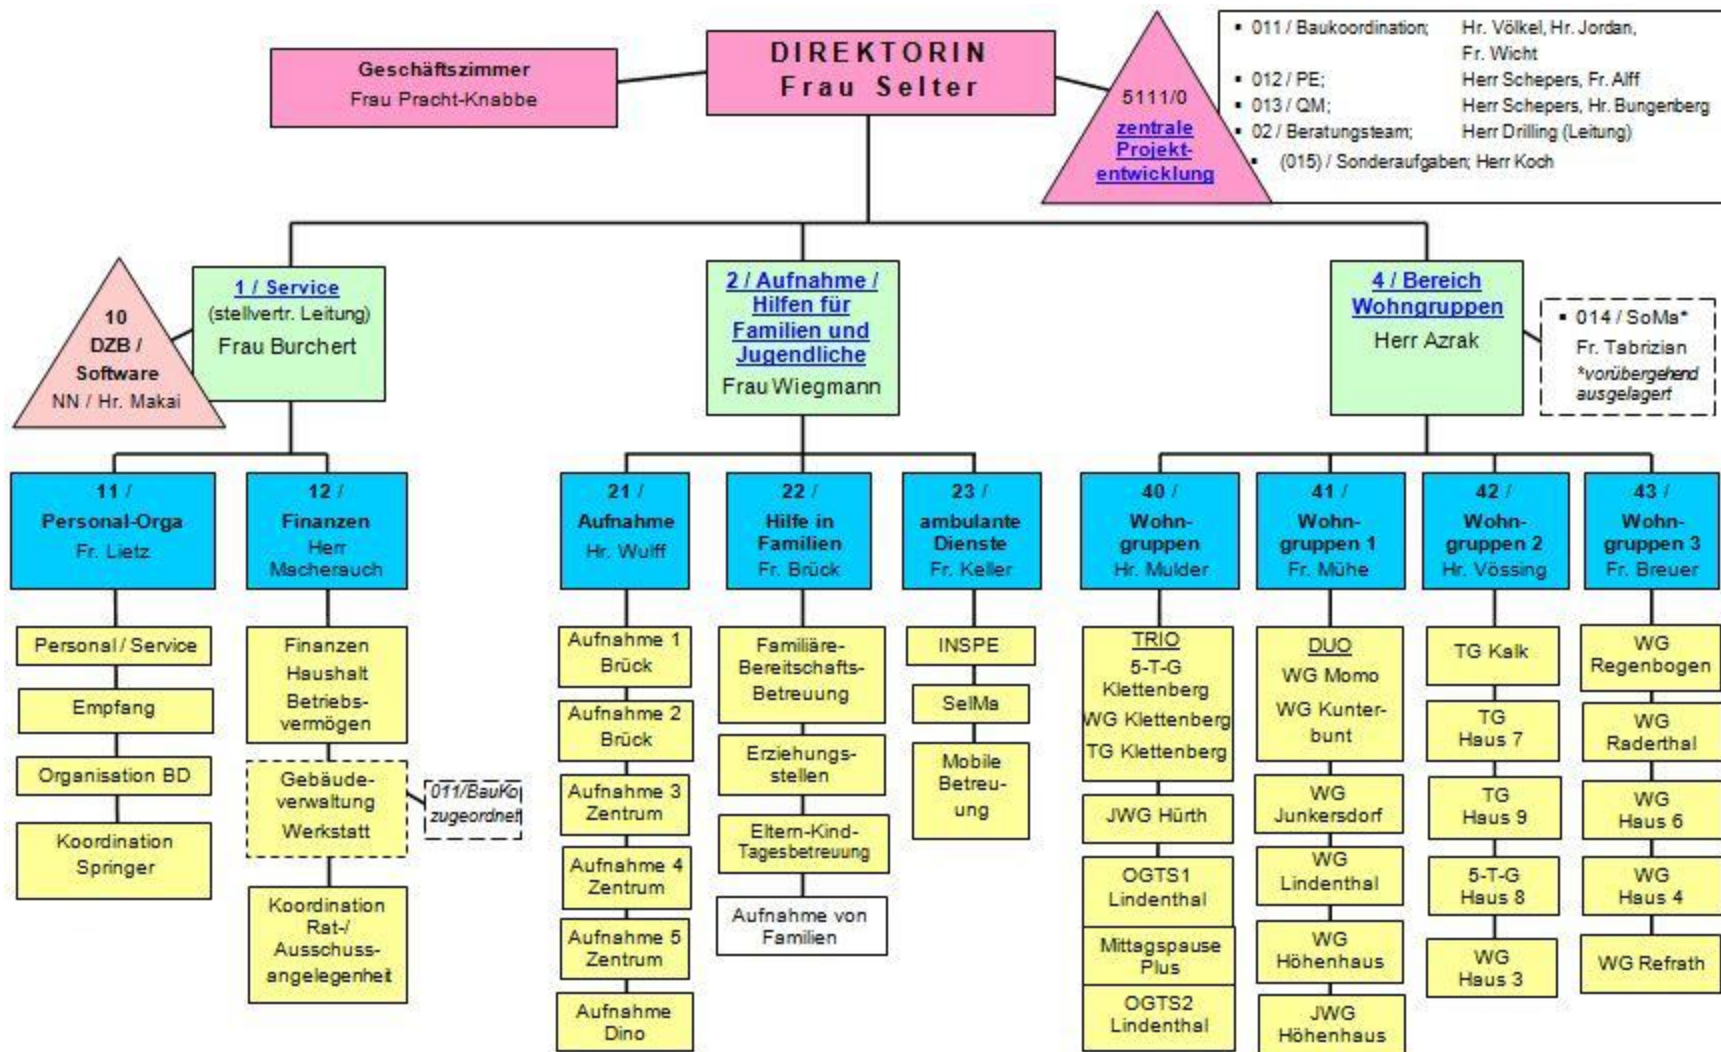 Geschäftszimmer
Frau Pracht-Knabbe
DIREKTORIN
Frau Selter
5111/0
zentrale
Projekt-
entwicklung
▪ 011 / Baukoordination; Hr. Völkel, Hr. Jordan,
Fr. Wicht
▪ 012 / PE; Herr Schepers, Fr. Alff
▪ 013 / QM; Herr Schepers, Hr. Bungenberg
▪ 02 / Beratungsteam; Herr Drilling (Leitung)
▪ (015) / Sonderaufgaben; Herr Koch
10
DZB /
Software
NN / Hr. Makai
1 / Service
(stellvertr. Leitung)
Frau Burchert
2 / Aufnahme /
Hilfen für
Familien und
Jugendliche
Frau Wiegmann
4 / Bereich
Wohngruppen
Herr Azrak
▪ 014 / SoMa*
Fr. Tabrizian
*vorübergehend
ausgelagert
11 /
Personal-Orga
Fr. Lietz
12 /
Finanzen
Herr
Macherauch
21 /
Aufnahme
Hr. Wulff
22 /
Hilfe in
Familien
Fr. Brück
23 /
ambulante
Dienste
Fr. Keller
40 /
Wohn-
gruppen
Hr. Mulder
41 /
Wohn-
gruppen 1
Fr. Mühe
42 /
Wohn-
gruppen 2
Hr. Vössing
43 /
Wohn-
gruppen 3
Fr. Breuer
Personal / Service
Empfang
Organisation BD
Koordination
Springer
Finanzen
Haushalt
Betriebs-
vermögen
Gebäude-
verwaltung
Werkstatt
011/BauKo
zugeordnet
Koordination
Rat-/
Ausschuss-
angelegenheit
Aufnahme 1
Brück
Aufnahme 2
Brück
Aufnahme 3
Zentrum
Aufnahme 4
Zentrum
Aufnahme 5
Zentrum
Aufnahme
Dino
Familiäre-
Bereitschafts-
Betreuung
Erziehungs-
stellen
Eltern-Kind-
Tagesbetreuung
Aufnahme von
Familien
INSPE
SelMa
Mobile
Betreu-
ung
TRIO
5-T-G
Klettenberg
WG Klettenberg
TG Klettenberg
JWG Hürth
OGTS1
Lindenthal
Mittagspause
Plus
OGTS2
Lindenthal
DUO
WG Momo
WG Kunter-
bunt
WG
Junkersdorf
WG
Lindenthal
WG
Höhenhaus
JWG
Höhenhaus
TG Kalk
TG
Haus 7
TG
Haus 9
5-T-G
Haus 8
WG
Haus 3
WG
Regenbogen
WG
Raderthal
WG
Haus 6
WG
Haus 4
WG Refrath